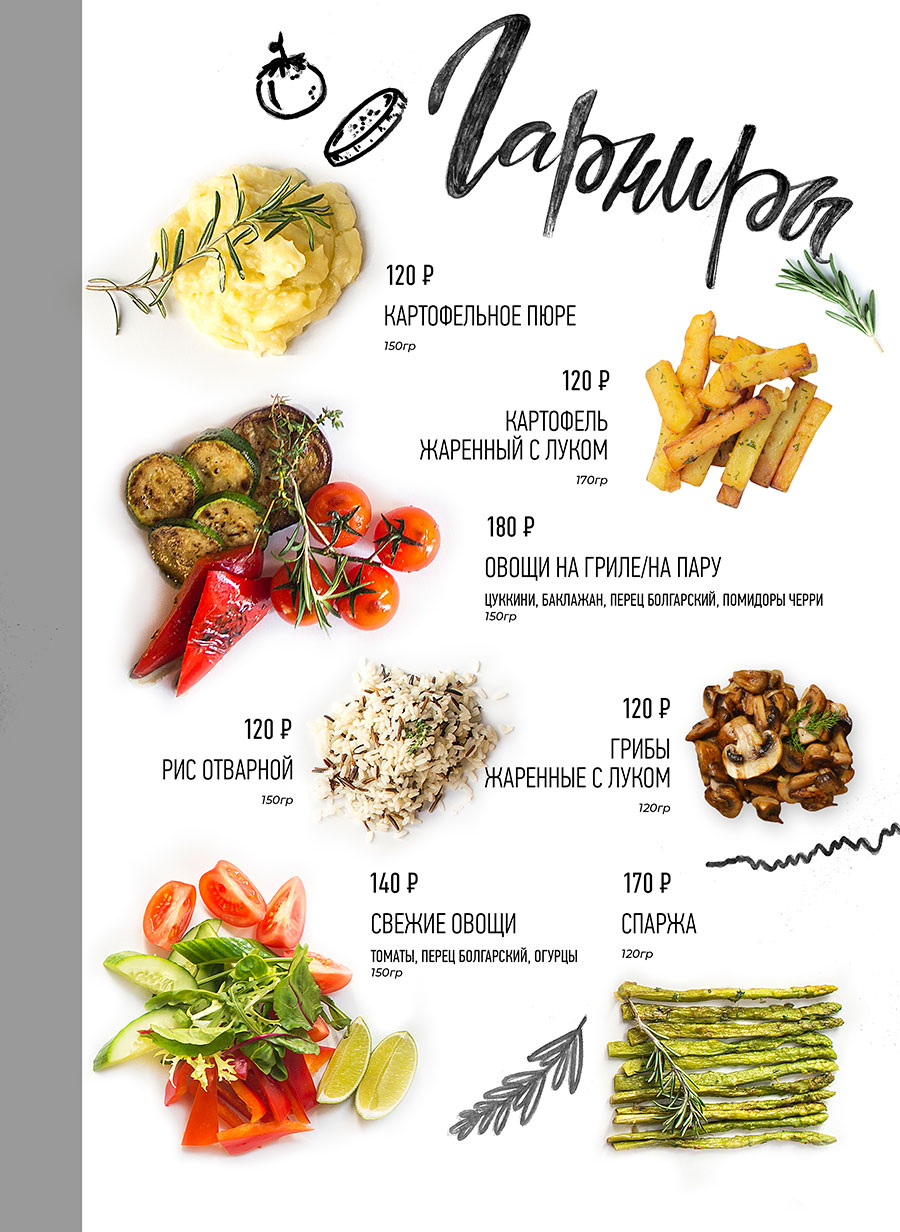 Гарниры
120 ₽
КАРТОФЕЛЬНОЕ ПЮРЕ
150гр
120 ₽
КАРТОФЕЛЬ
ЖАРЕННЫЙ С ЛУКОМ
170гр
180 ₽
ОВОЩИ НА ГРИЛЕ/НА ПАРУ
ЦУККИНИ, БАКЛАЖАН, ПЕРЕЦ БОЛГАРСКИЙ, ПОМИДОРЫ ЧЕРРИ
150гр
120 ₽
РИС ОТВАРНОЙ
150гр
120 ₽
ГРИБЫ
ЖАРЕННЫЕ С ЛУКОМ
120гр
140 ₽
СВЕЖИЕ ОВОЩИ
ТОМАТЫ, ПЕРЕЦ БОЛГАРСКИЙ, ОГУРЦЫ
150гр
170 ₽
СПАРЖА
120гр